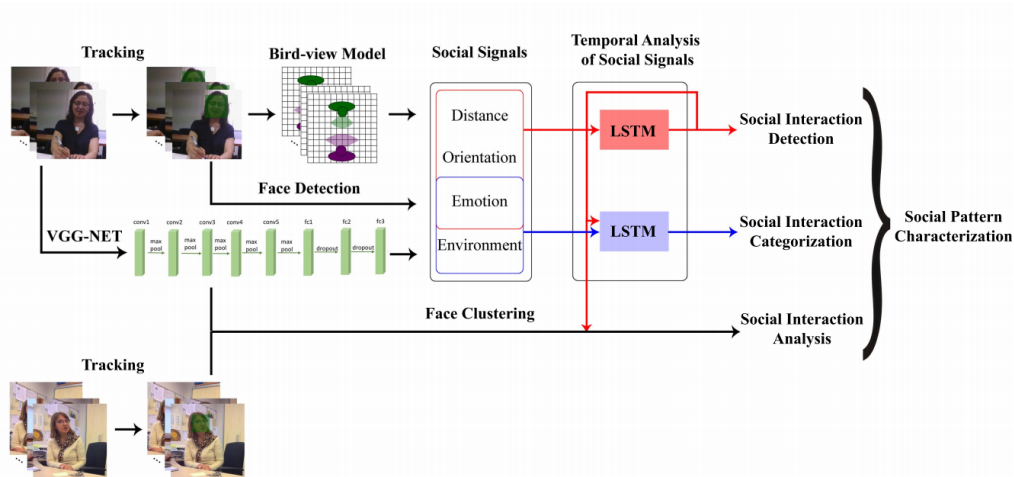 Tracking
Bird-view Model
Social Signals
Temporal Analysis
of Social Signals
Distance
Orientation
Emotion
Environment
LSTM
LSTM
Social Interaction
Detection
Social Interaction
Categorization
Social Interaction
Analysis
Social Pattern
Characterization
Face Detection
VGG-NET
conv1
conv2
conv3
conv4
conv5
fc1
fc2
fc3
max
pool
max
pool
max
pool
max
pool
max
pool
dropout
dropout
Face Clustering
Tracking